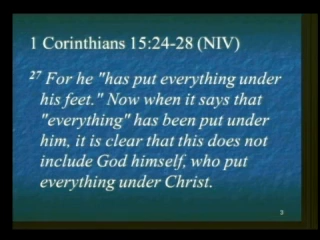 1 Corinthians 15:24-28 (NIV)
27 For he "has put everything under
his feet." Now when it says that
"everything" has been put under
him, it is clear that this does not
include God himself, who put
everything under Christ.
3